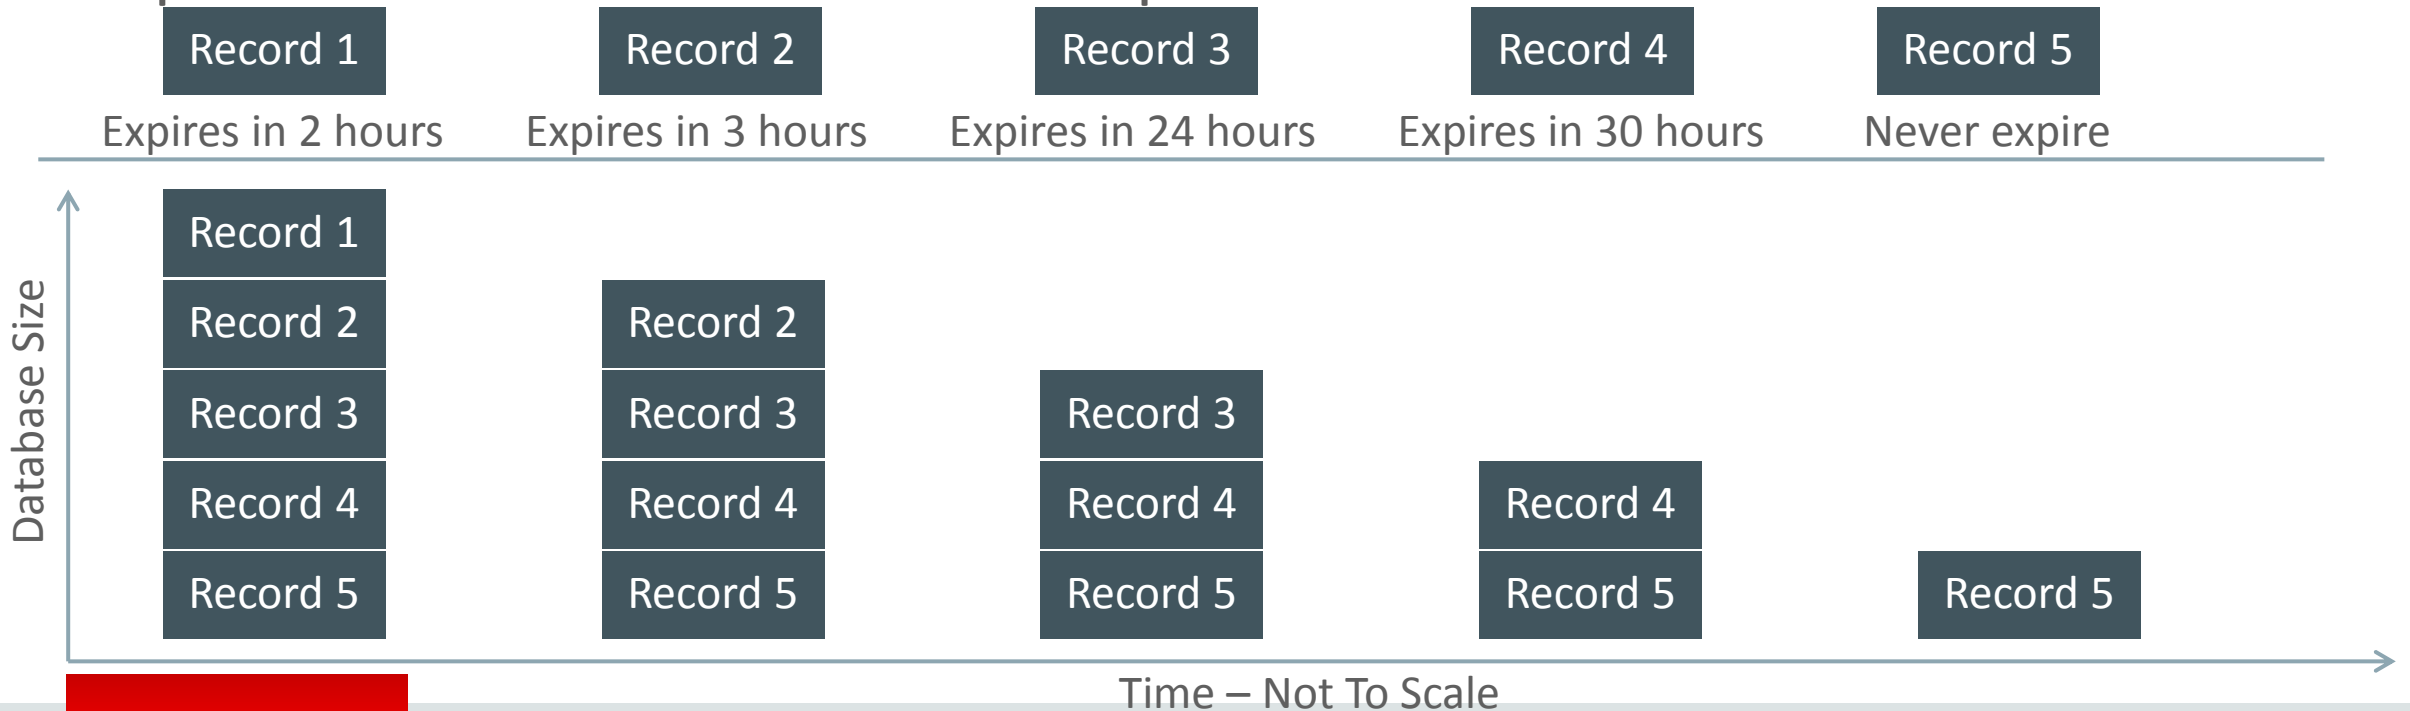 Record 1 Record 2 Record 3 Record 4 Record 5
Expires in 2 hours Expires in 3 hours Expires in 24 hours Expires in 30 hours Never expire
Database Size
Record 1
Record 2 Record 2
Record 3 Record 3 Record 3
Record 4 Record 4 Record 4 Record 4
Record 5 Record 5 Record 5 Record 5 Record 5
Time – Not To Scale